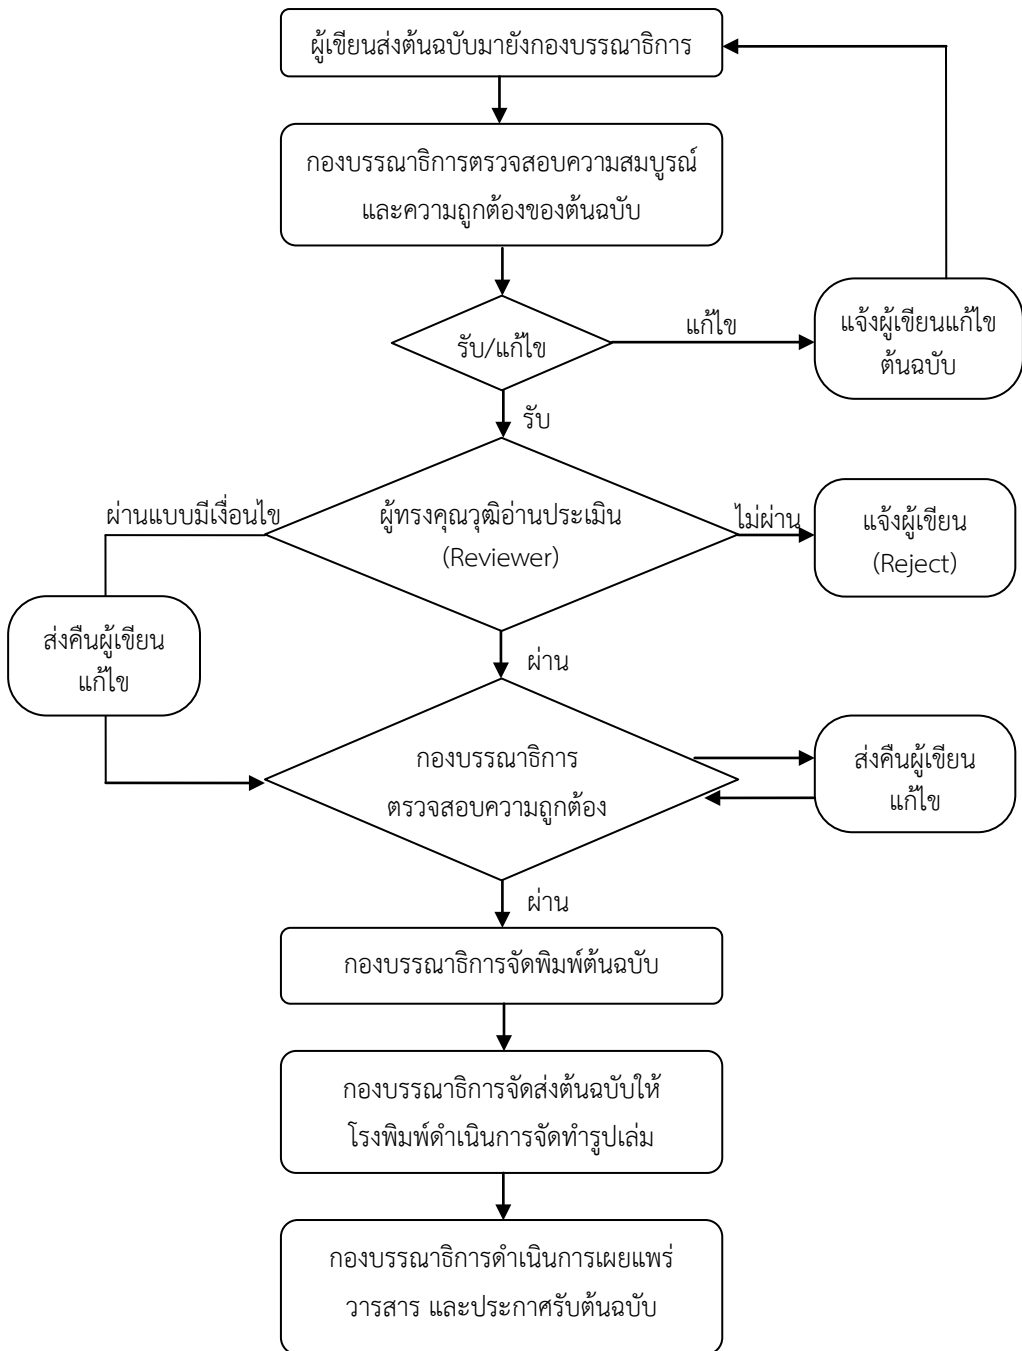 ผู้เขียนส่งต้นฉบับมายังกองบรรณาธิการ
กองบรรณาธิการตรวจสอบความสมบูรณ์
และความถูกต้องของต้นฉบับ
รับ/แก้ไข
แก้ไข
แจ้งผู้เขียนแก้ไข
ต้นฉบับ
รับ
ผ่านแบบมีเงื่อนไข
ผู้ทรงคุณวุฒิอ่านประเมิน
(Reviewer)
ไม่ผ่าน
แจ้งผู้เขียน
(Reject)
ส่งคืนผู้เขียน
แก้ไข
ผ่าน
กองบรรณาธิการ
ตรวจสอบความถูกต้อง
ส่งคืนผู้เขียน
แก้ไข
ผ่าน
กองบรรณาธิการจัดพิมพ์ต้นฉบับ
กองบรรณาธิการจัดส่งต้นฉบับให้
โรงพิมพ์ดำเนินการจัดทำรูปเล่ม
กองบรรณาธิการดำเนินการเผยแพร่
วารสาร และประกาศรับต้นฉบับ